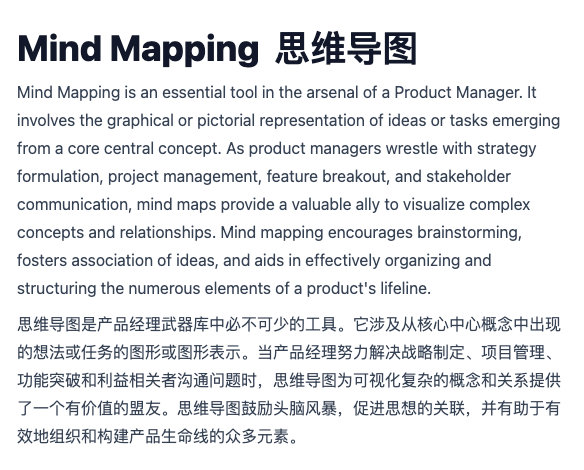 Mind Mapping 思维导图
Mind Mapping is an essential tool in the arsenal of a Product Manager. It
involves the graphical or pictorial representation of ideas or tasks emerging
from a core central concept. As product managers wrestle with strategy
formulation, project management, feature breakout, and stakeholder
communication, mind maps provide a valuable ally to visualize complex
concepts and relationships. Mind mapping encourages brainstorming,
fosters association of ideas, and aids in effectively organizing and
structuring the numerous elements of a product's lifeline.
思维导图是产品经理武器库中必不可少的工具。它涉及从核心中心概念中出现
的想法或任务的图形或图形表示。当产品经理努力解决战略制定、项目管理、
功能突破和利益相关者沟通问题时，思维导图为可视化复杂的概念和关系提供
了一个有价值的盟友。思维导图鼓励头脑风暴，促进思想的关联，并有助于有
效地组织和构建产品生命线的众多元素。